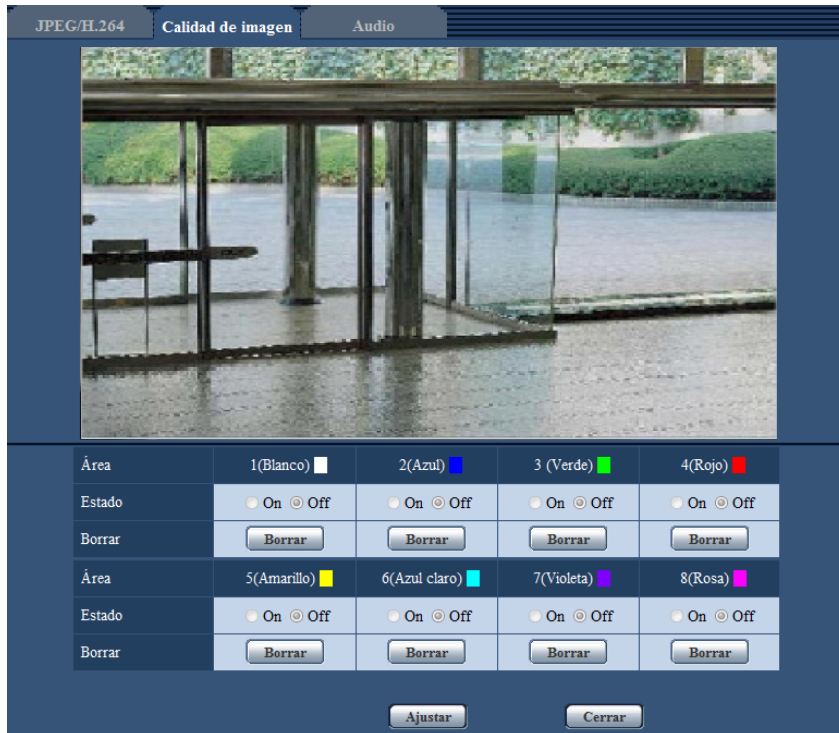 JPEG/H.264 Calidad de imagen Audio
Área 1(Blanco) 2(Azul) 3 (Verde) 4(Rojo)
Estado On Off On Off On Off On Off
Borrar Borrar Borrar Borrar Borrar
Área 5(Amarillo) 6(Azul claro) 7(Violeta) 8(Rosa)
Estado On Off On Off On Off On Off
Borrar Borrar Borrar Borrar Borrar
Ajustar Cerrar